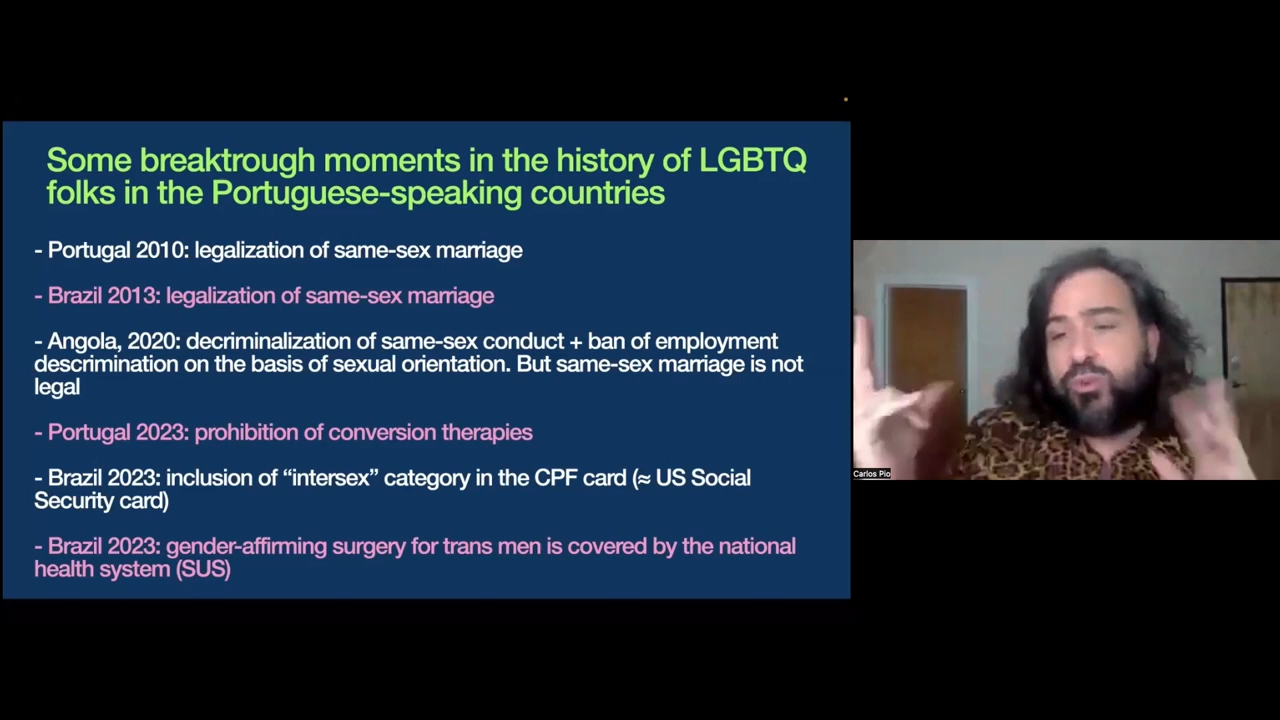 Some breaktrough moments in the history of LGBTQ
folks in the Portuguese-speaking countries
- Portugal 2010: legalization of same-sex marriage
- Brazil 2013: legalization of same-sex marriage
- Angola, 2020: decriminalization of same-sex conduct + ban of employment
descrimination on the basis of sexual orientation. But same-sex marriage is not
legal
- Portugal 2023: prohibition of conversion therapies
- Brazil 2023: inclusion of “intersex” category in the CPF card (≈ US Social
Security card)
- Brazil 2023: gender-affirming surgery for trans men is covered by the national
health system (SUS)
Carlos Pio